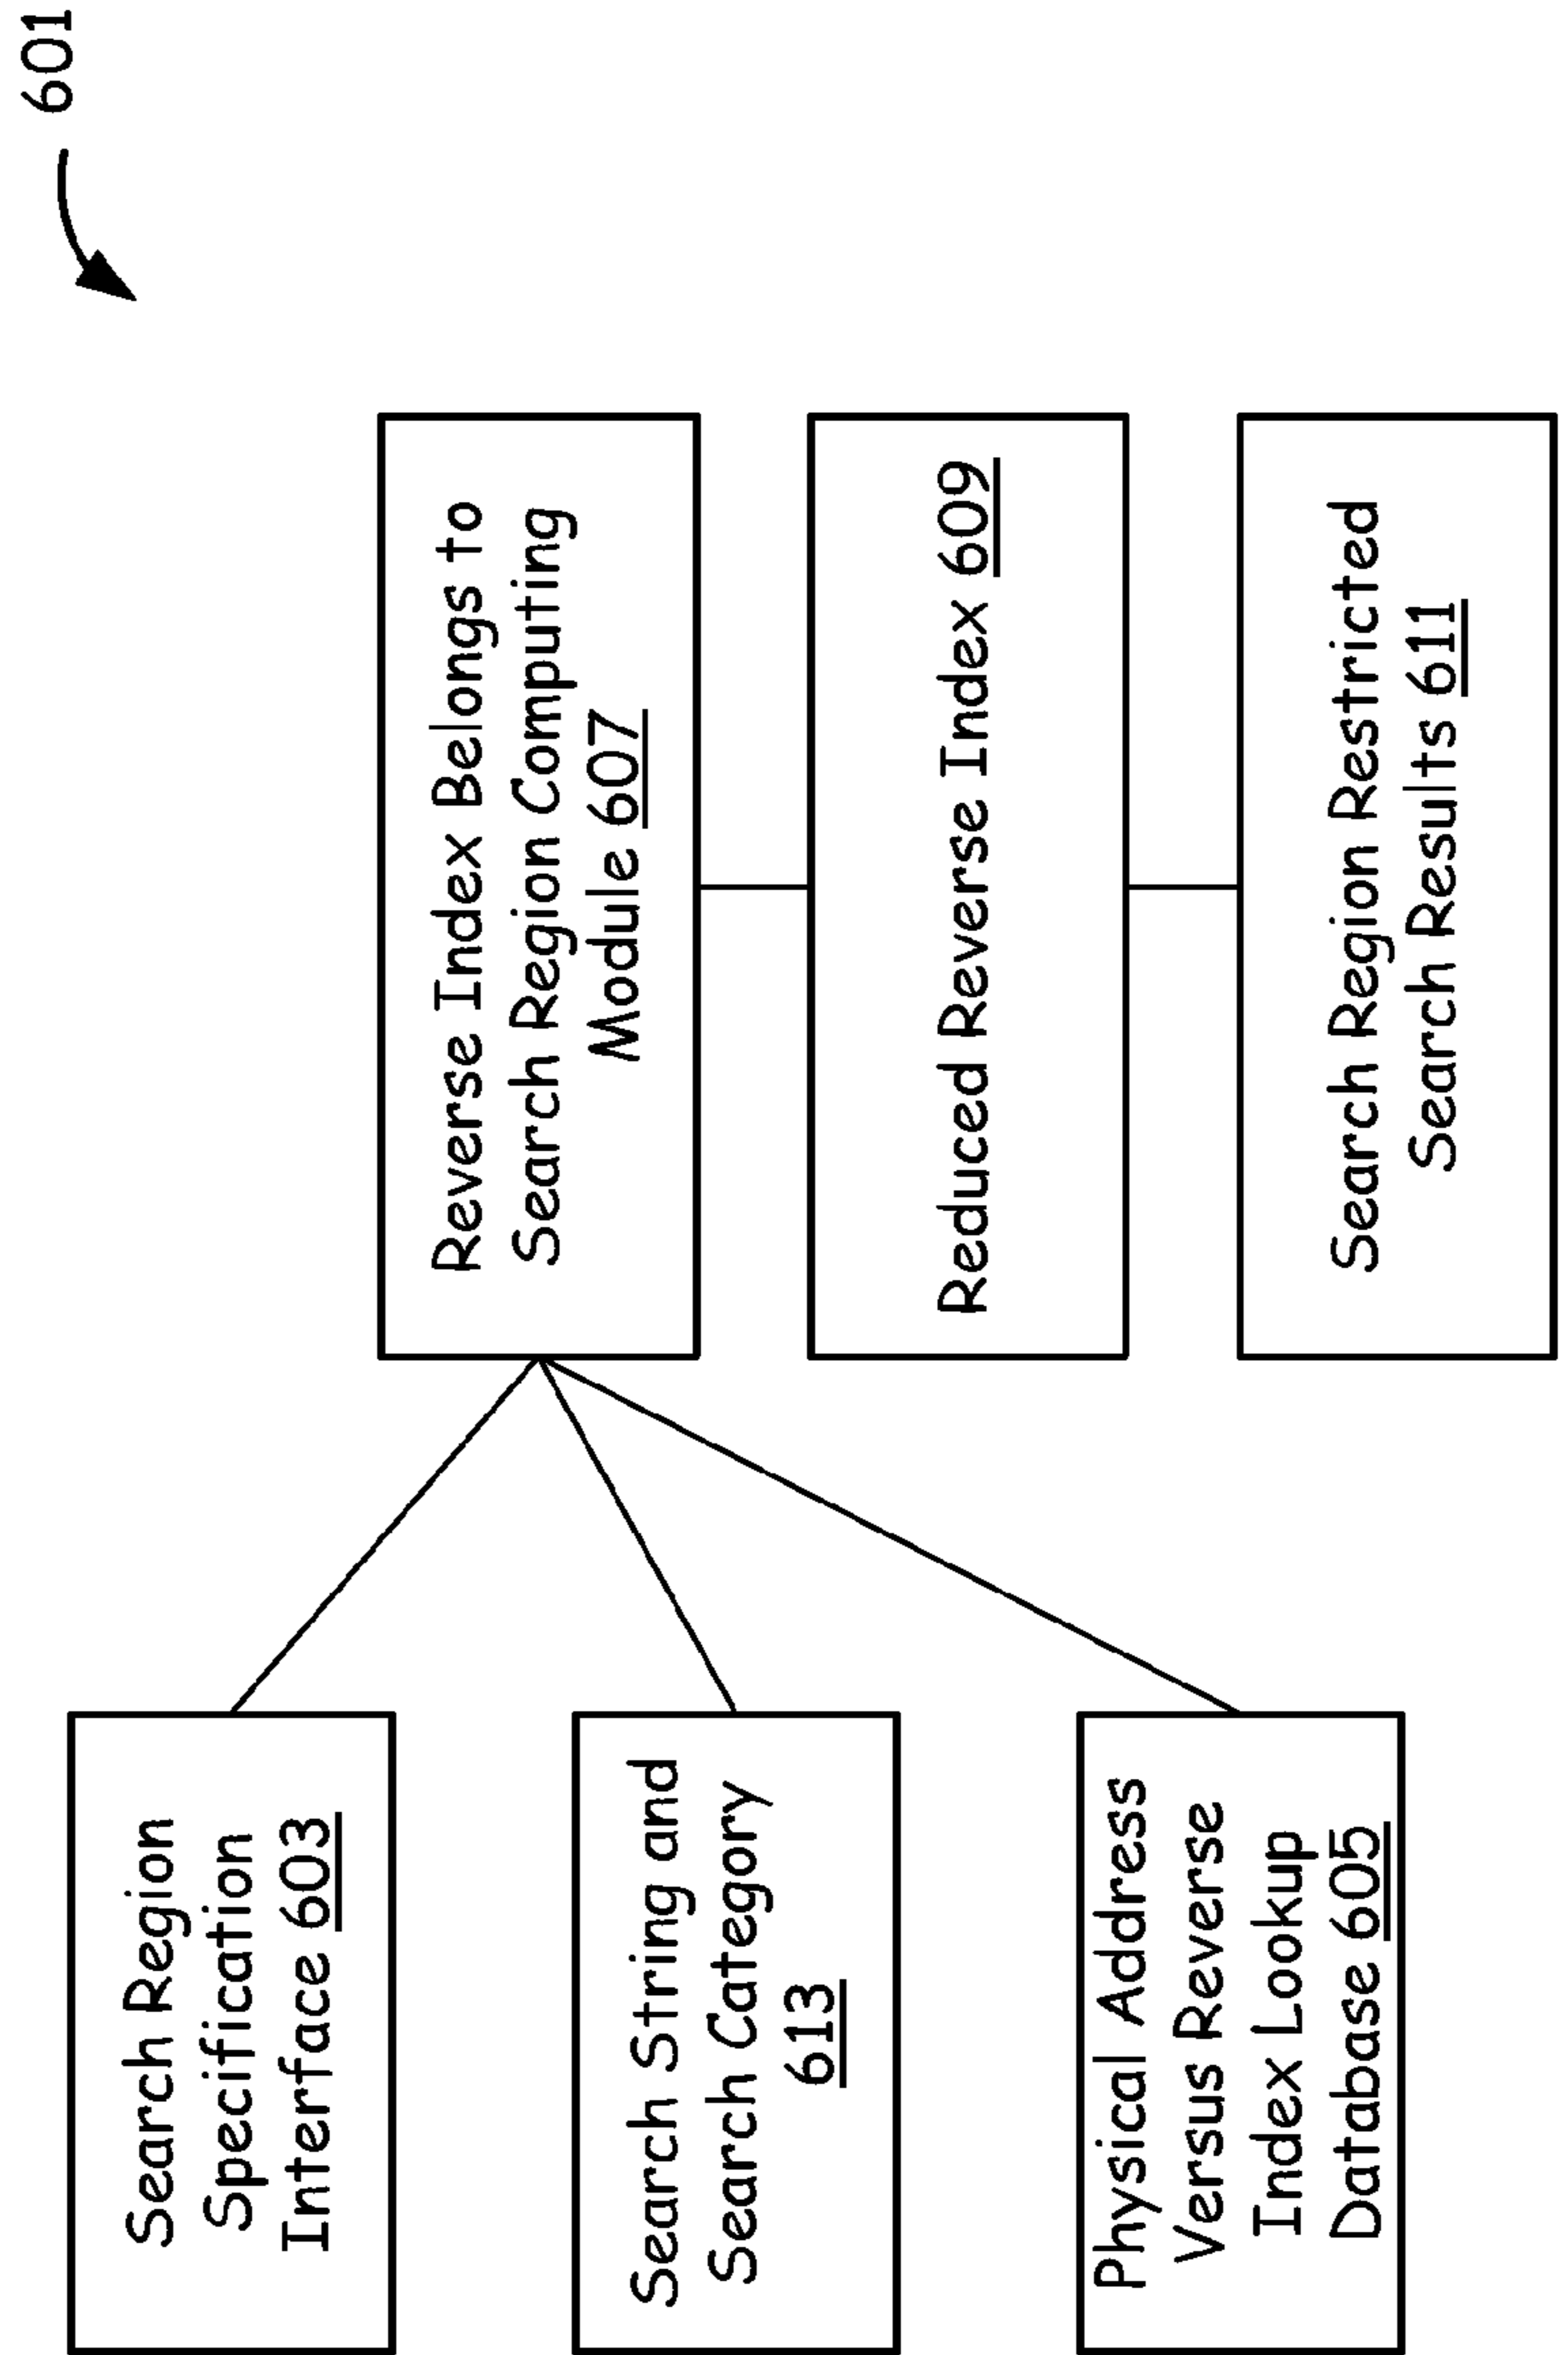 601
Search Region
Specification
Interface 603
Search String and
Search Category
613
Physical Address
Versus Reverse
Index Lookup
Database 605
Reverse Index Belongs to
Search Region Computing
Module 607
Reduced Reverse Index 609
Search Region Restricted
Search Results 611